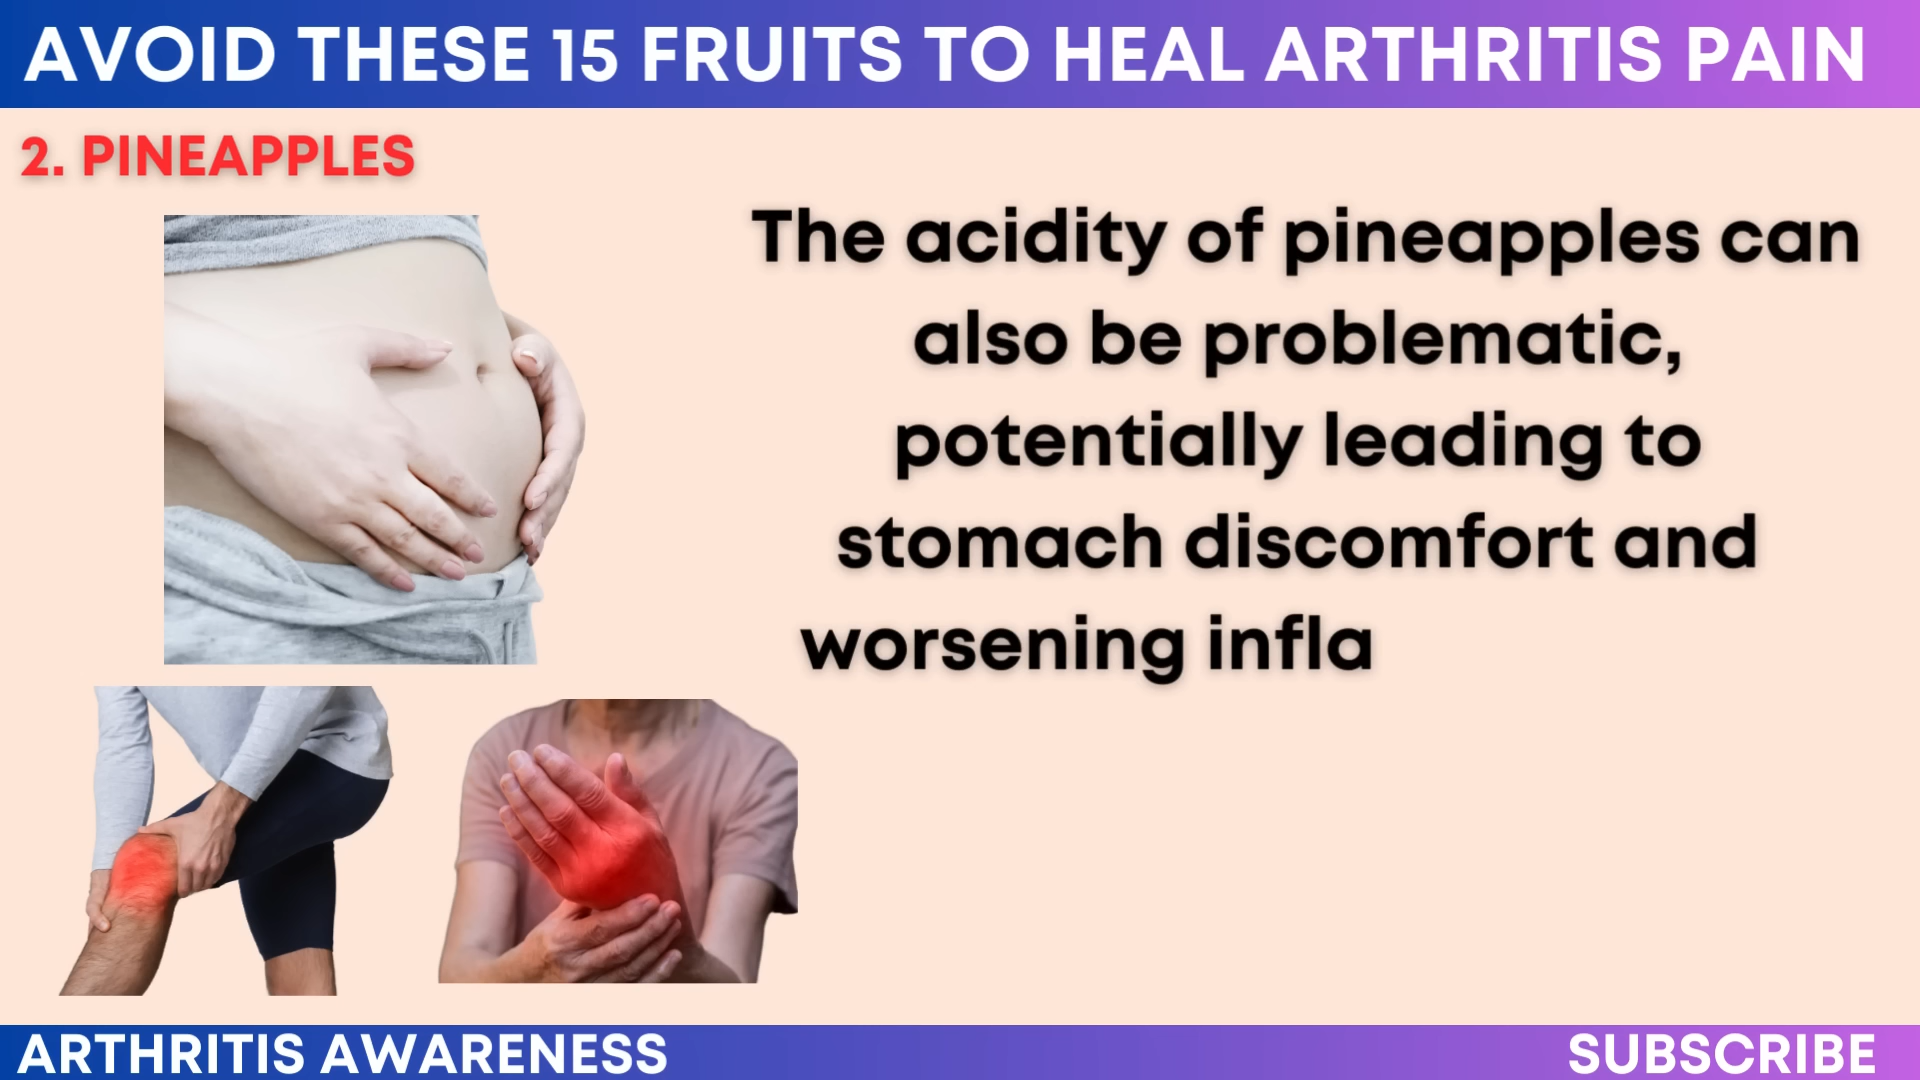 AVOID THESE 15 FRUITS TO HEAL ARTHRITIS PAIN
2. PINEAPPLES
The acidity of pineapples can
also be problematic,
potentially leading to
stomach discomfort and
worsening infla
ARTHRITIS AWARENESS
SUBSCRIBE